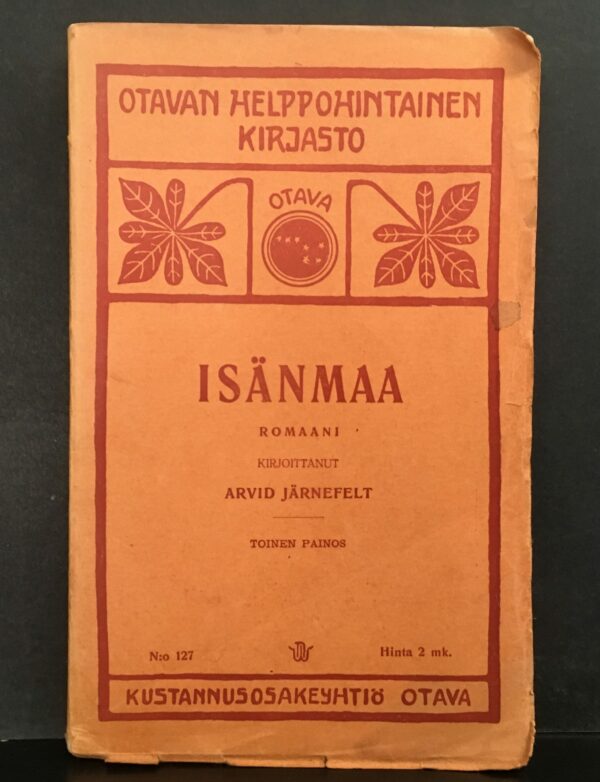 OTAVAN HELPPOHINTAINEN
KIRJASTO
OTAVA
ISÄNMAA
ROMAANI
KIRJOITTANUT
ARVID JÄRNEFELT
TOINEN PAINOS
N:o 127
Hinta 2 mk.
KUSTANNUSOSAKEYHTIÖ OTAVA